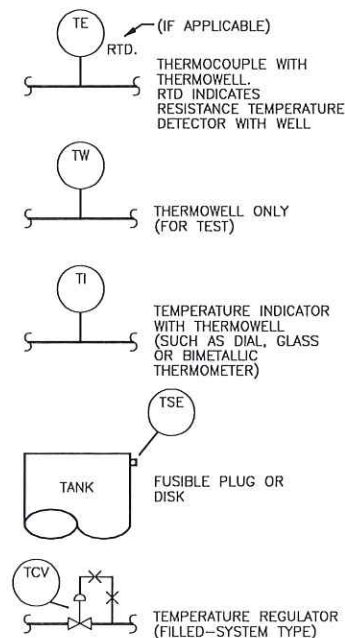 TE
RTD.
(IF APPLICABLE)
THERMOCOUPLE WITH
THERMOWELL.
RTD INDICATES
RESISTANCE TEMPERATURE
DETECTOR WITH WELL
TW
THERMOWELL ONLY
(FOR TEST)
TI
TEMPERATURE INDICATOR
WITH THERMOWELL
(SUCH AS DIAL, GLASS
OR BIMETALLIC
THERMOMETER)
TSE
TANK
FUSIBLE PLUG OR
DISK
TCV
TEMPERATURE REGULATOR
(FILLED-SYSTEM TYPE)